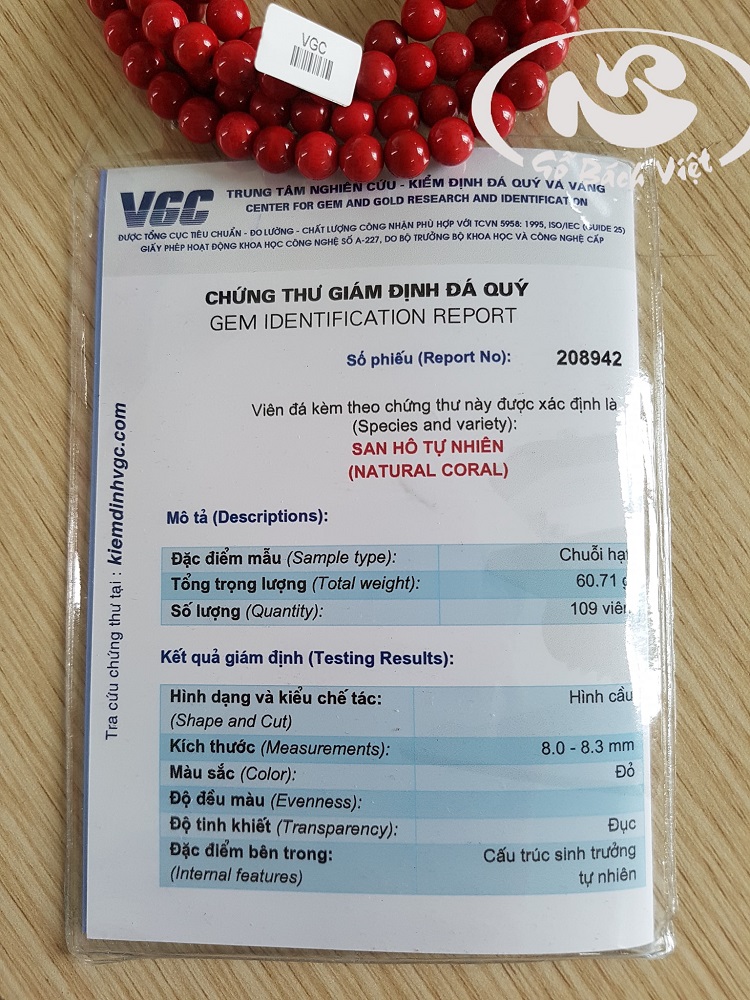 VGC
Gỗ Bách Việt
VGC
TRUNG TÂM NGHIÊN CỨU - KIỂM ĐỊNH ĐÁ QUÝ VÀ VÀNG
CENTER FOR GEM AND GOLD RESEARCH AND IDENTIFICATION
ĐƯỢC TỔNG CỤC TIÊU CHUẨN - ĐO LƯỜNG - CHẤT LƯỢNG CÔNG NHẬN PHÙ HỢP VỚI TCVN 5958: 1995, ISO/IEC (GUIDE 25)
GIẤY PHÉP HOẠT ĐỘNG KHOA HỌC CÔNG NGHỆ SỐ A-227, DO BỘ TRƯỞNG BỘ KHOA HỌC VÀ CÔNG NGHỆ CẤP
CHỨNG THƯ GIÁM ĐỊNH ĐÁ QUÝ
GEM IDENTIFICATION REPORT
Số phiếu (Report No): 208942
Viên đá kèm theo chứng thư này được xác định là
(Species and variety):
SAN HÔ TỰ NHIÊN
(NATURAL CORAL)
Mô tả (Descriptions):
Đặc điểm mẫu (Sample type): Chuỗi hạt
Tổng trọng lượng (Total weight): 60.71 g
Số lượng (Quantity): 109 viên
Kết quả giám định (Testing Results):
Hình dạng và kiểu chế tác: Hình cầu
(Shape and Cut)
Kích thước (Measurements): 8.0 - 8.3 mm
Màu sắc (Color): Đỏ
Độ đều màu (Evenness):
Độ tinh khiết (Transparency): Đục
Đặc điểm bên trong: Cấu trúc sinh trưởng
(Internal features) tự nhiên
Tra cứu chứng thư tại : kiemdinhvgc.com